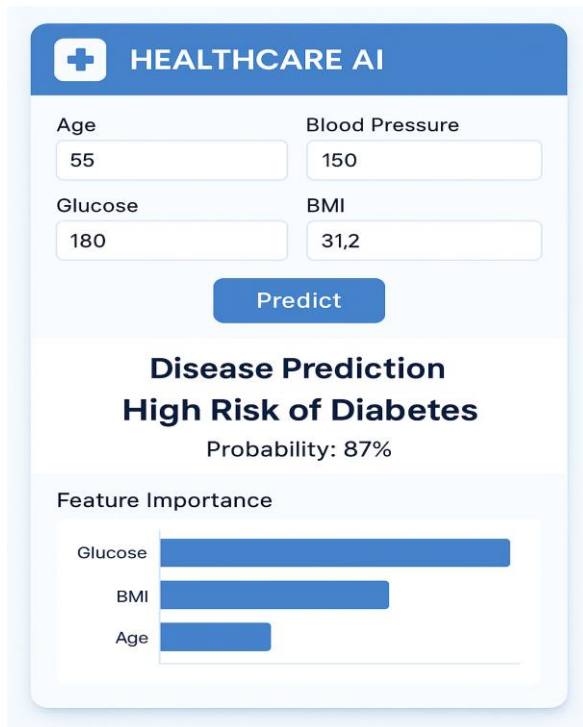 HEALTHCARE AI
Age
Blood Pressure
55
150
Glucose
BMI
180
31,2
Predict
Disease Prediction
High Risk of Diabetes
Probability: 87%
Feature Importance
Glucose
BMI
Age